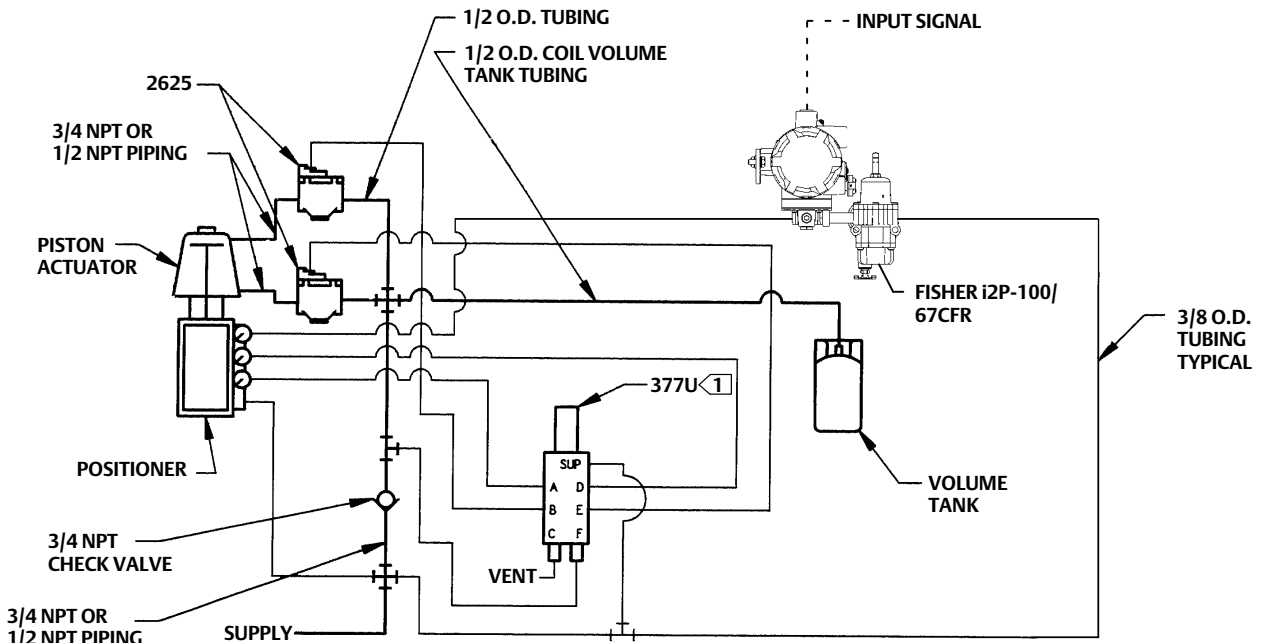 1/2 O.D. TUBING
INPUT SIGNAL
1/2 O.D. COIL VOLUME
TANK TUBING
2625
3/4 NPT OR
1/2 NPT PIPING
PISTON
ACTUATOR
FISHER i2P-100/
67CFR
3/8 O.D.
TUBING
TYPICAL
377U 1
SUP
POSITIONER
A D
B E
C F
VOLUME
TANK
3/4 NPT
CHECK VALVE
VENT
3/4 NPT OR
1/2 NPT PIPING
SUPPLY